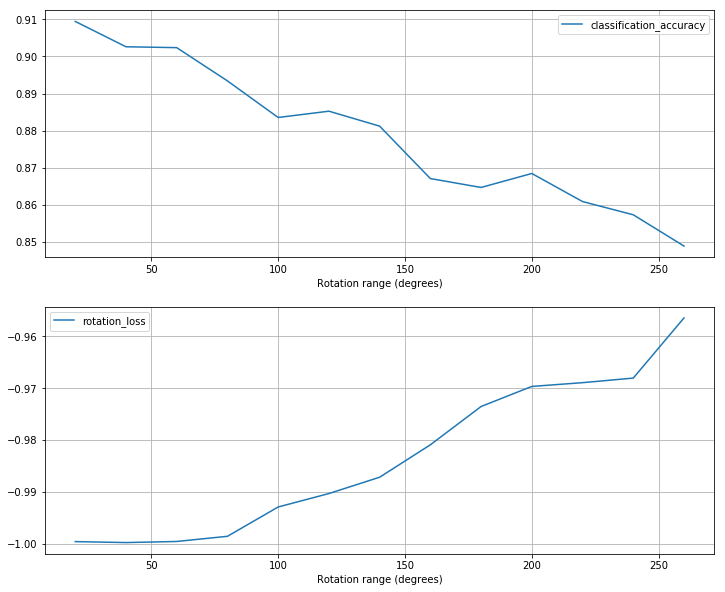 0.91
0.90
0.89
0.88
0.87
0.86
0.85
classification_accuracy
50 100 150 200 250
Rotation range (degrees)
−0.96
−0.97
−0.98
−0.99
−1.00
rotation_loss
50 100 150 200 250
Rotation range (degrees)